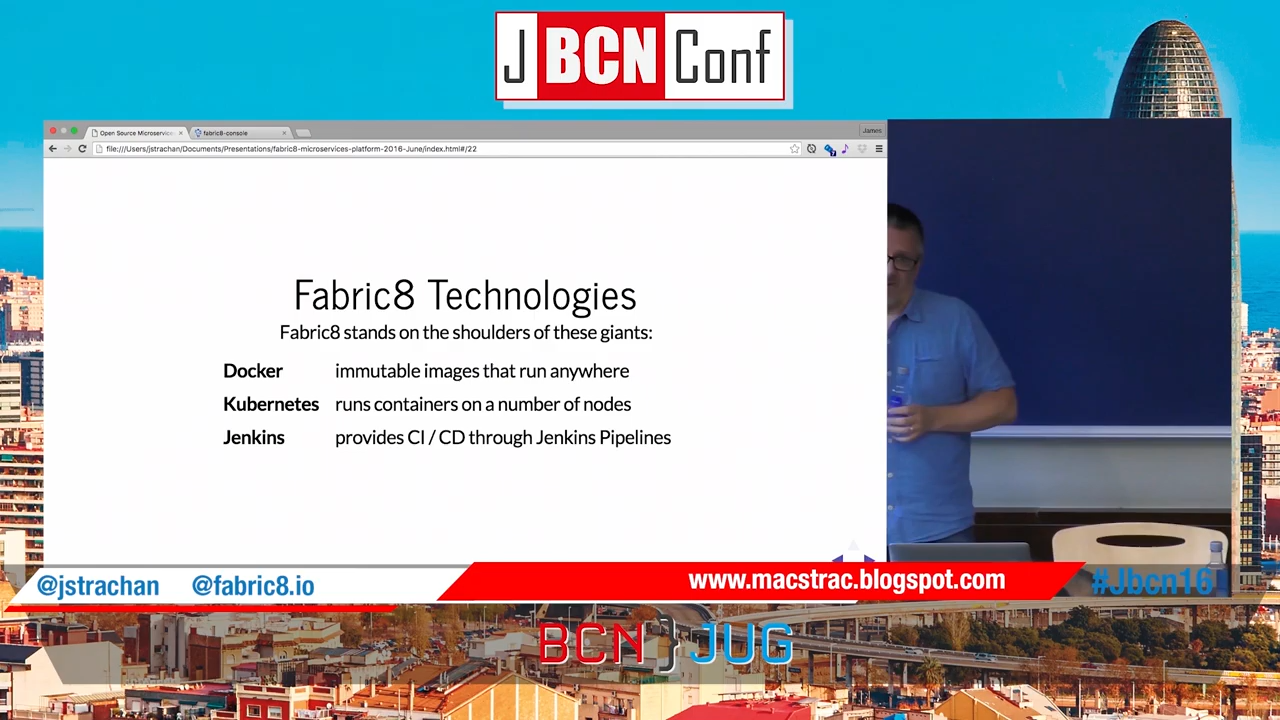 J BCN Conf
Open Source Microservice
fabric8-console
James
file:///Users/jstrachan/Documents/Presentations/fabric8-microservices-platform-2016-June/index.html#/22
Fabric8 Technologies
Fabric8 stands on the shoulders of these giants:
Docker immutable images that run anywhere
Kubernetes runs containers on a number of nodes
Jenkins provides CI / CD through Jenkins Pipelines
@jstrachan @fabric8.io
www.macstrac.blogspot.com
#Jbcn16
BCN } JUG